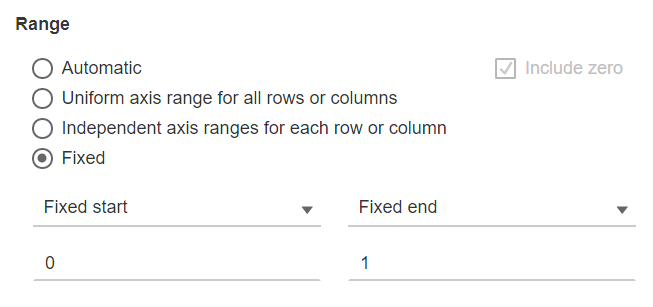 Range
Automatic
Include zero
Uniform axis range for all rows or columns
Independent axis ranges for each row or column
Fixed
Fixed start
Fixed end
0
1